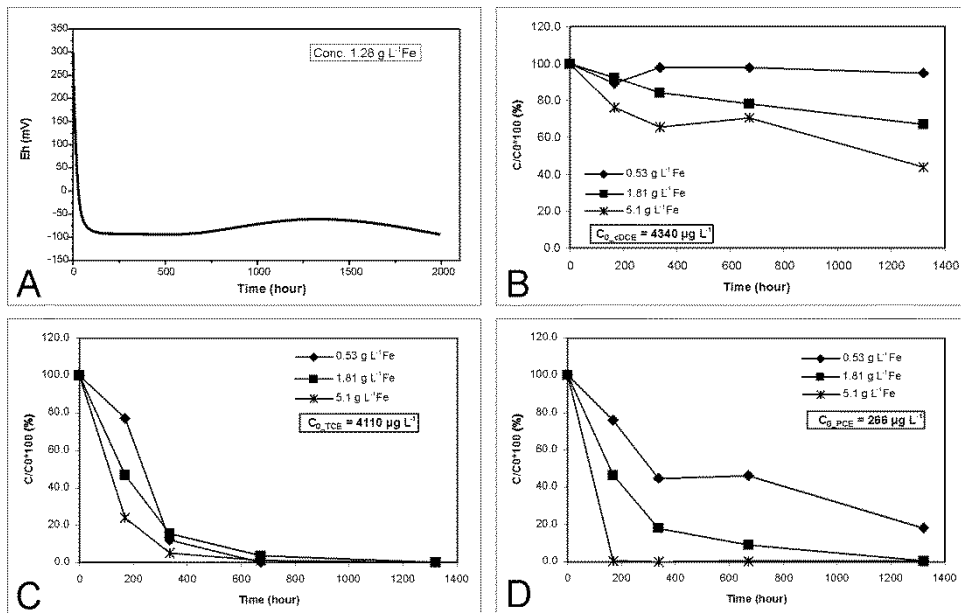 350
300
250
200
150
100
50
0
-50
-100
-150
Eh (mV)
Conc. 1.28 g L⁻¹Fe
0 500 1000 1500 2000
Time (hour)
A
120.0
100.0
80.0
60.0
40.0
20.0
0.0
C/C0*100 (%)
0.53 g L⁻¹Fe
1.81 g L⁻¹Fe
5.1 g L⁻¹Fe
C₀_cDCE = 4340 µg L⁻¹
0 200 400 600 800 1000 1200 1400
Time (hour)
B
120.0
100.0
80.0
60.0
40.0
20.0
0.0
C/C0*100 (%)
0.53 g L⁻¹Fe
1.81 g L⁻¹Fe
5.1 g L⁻¹Fe
C₀_TCE = 4110 µg L⁻¹
0 200 400 600 800 1000 1200 1400
Time (hour)
C
120.0
100.0
80.0
60.0
40.0
20.0
0.0
C/C0*100 (%)
0.53 g L⁻¹Fe
1.81 g L⁻¹Fe
5.1 g L⁻¹Fe
C₀_PCE = 266 µg L⁻¹
0 200 400 600 800 1000 1200 1400
Time (hour)
D